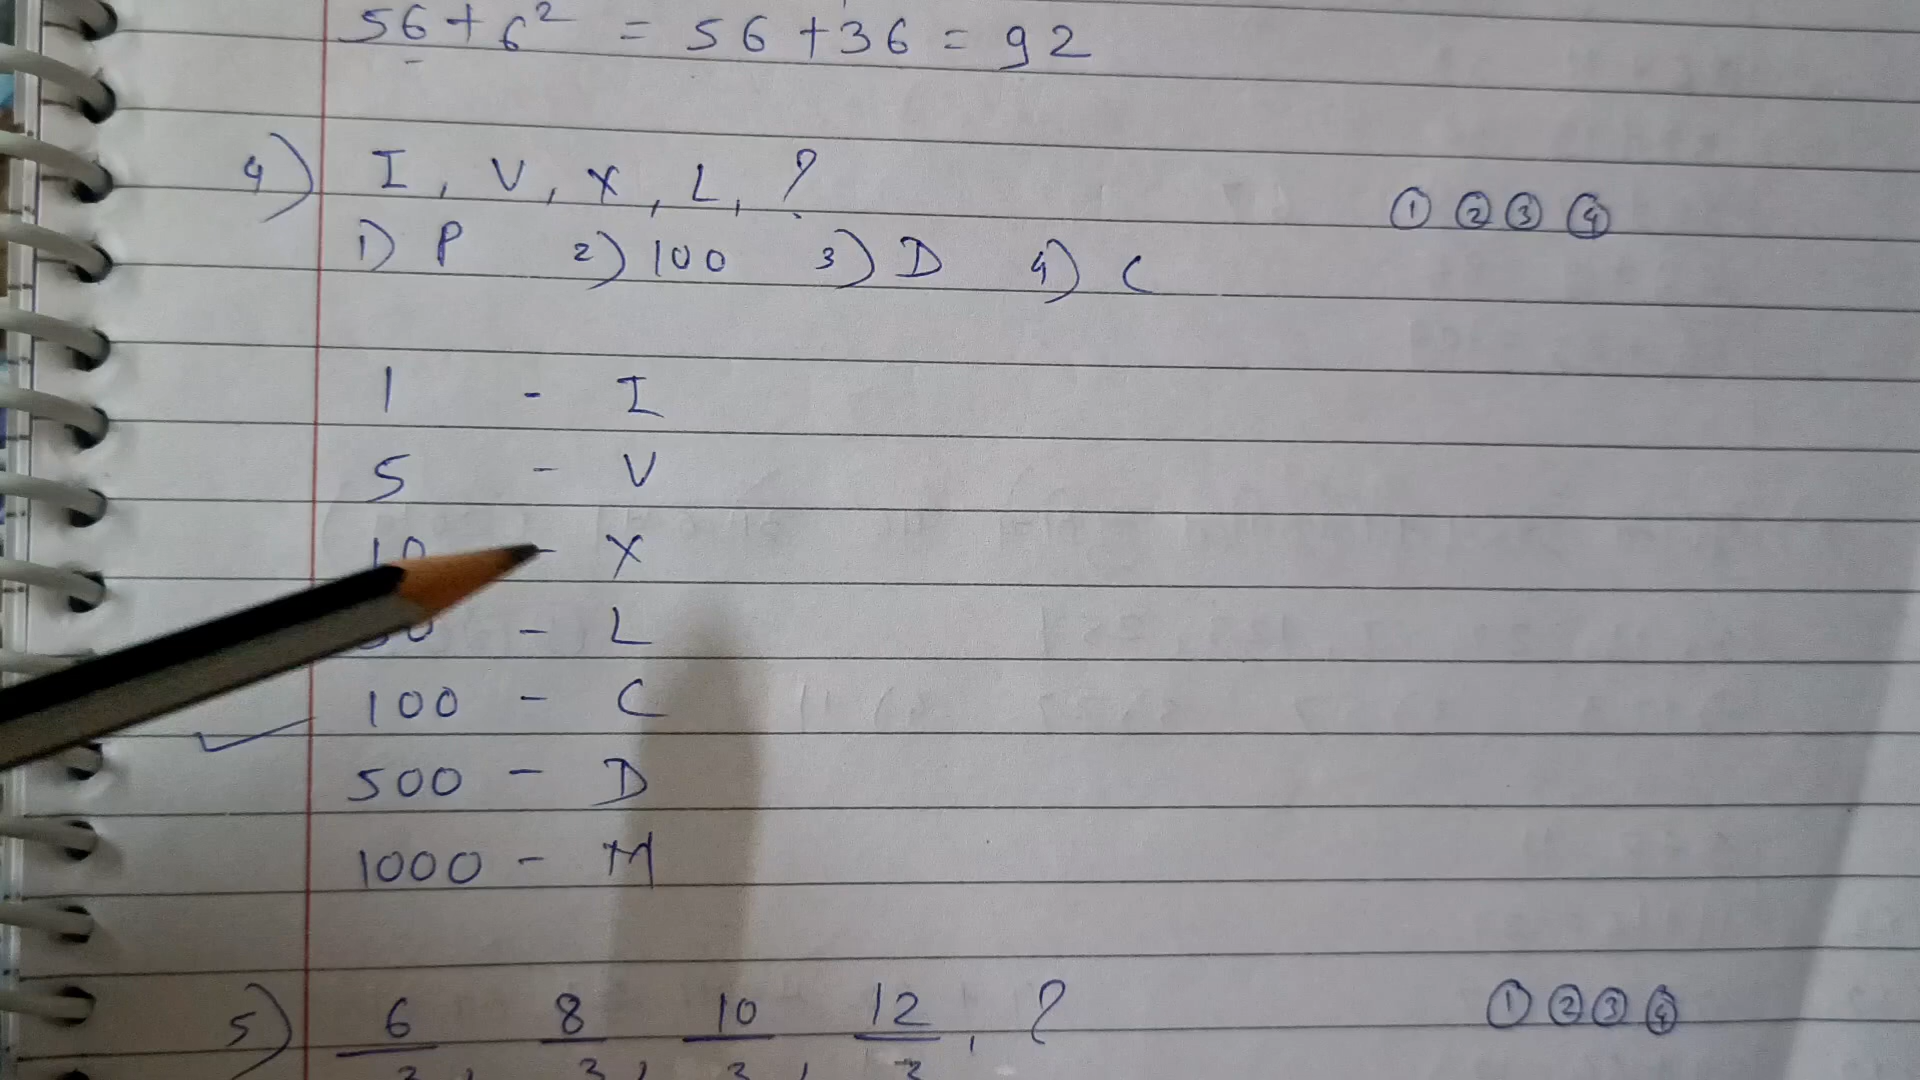 56 + 6² = 56 + 36 = 92
4) I, V, X, L, ? ① ② ③ ④
1) P 2) 100 3) D 4) C
1 - I
5 - V
10 - X
- L
100 - C
500 - D
1000 - M
5) 6 8 10 12 , ? ① ② ③ ④